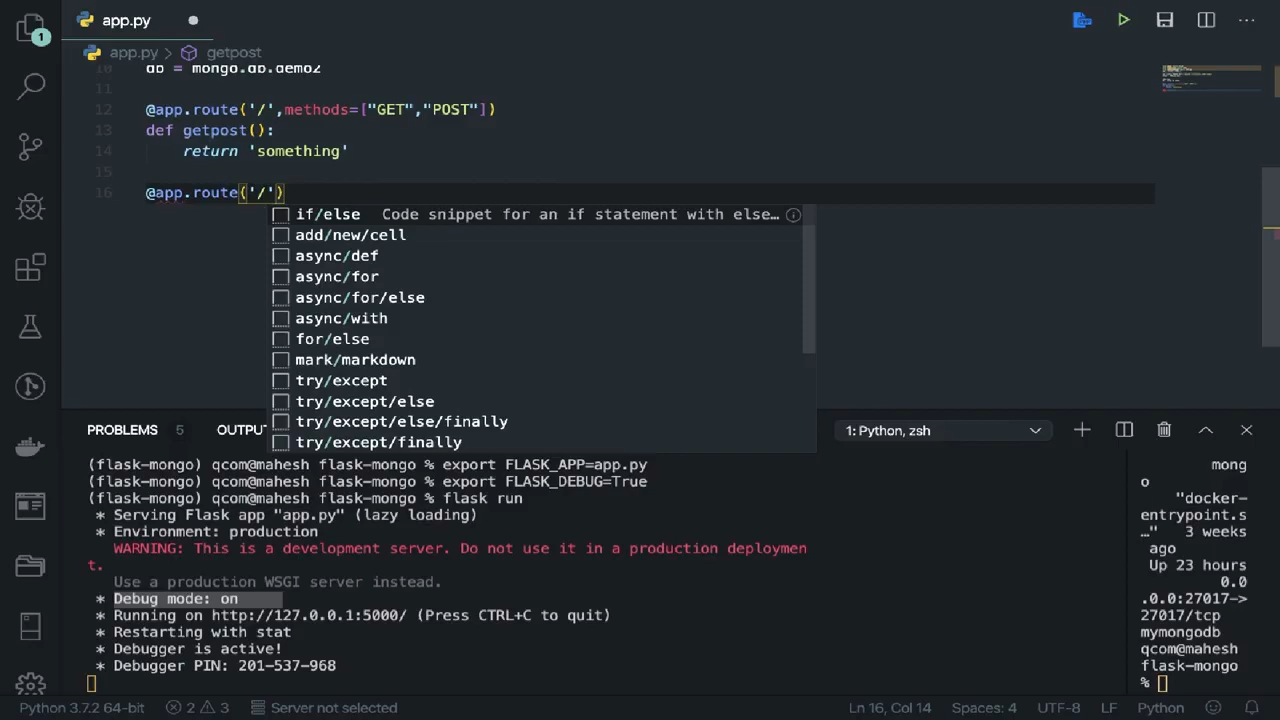 app.py
1
app.py > getpost
10 db = mongo.db.demo2
11
12 @app.route('/',methods=["GET","POST"])
13 def getpost():
14 return 'something'
15
16 @app.route('/')
if/else Code snippet for an if statement with else…
add/new/cell
async/def
async/for
async/for/else
async/with
for/else
mark/markdown
try/except
try/except/else
try/except/else/finally
try/except/finally
PROBLEMS 5 OUTPU 1: Python, zsh
(flask-mongo) qcom@mahesh flask-mongo % export FLASK_APP=app.py
(flask-mongo) qcom@mahesh flask-mongo % export FLASK_DEBUG=True
(flask-mongo) qcom@mahesh flask-mongo % flask run
* Serving Flask app "app.py" (lazy loading)
* Environment: production
WARNING: This is a development server. Do not use it in a production deploymen
t.
Use a production WSGI server instead.
* Debug mode: on
* Running on http://127.0.0.1:5000/ (Press CTRL+C to quit)
* Restarting with stat
* Debugger is active!
* Debugger PIN: 201-537-968
mong
o
"docker-
entrypoint.s
…" 3 weeks
ago
Up 23 hours
0.0
.0.0:27017->
27017/tcp
mymongodb
qcom@mahesh
flask-mongo
%
Python 3.7.2 64-bit 2 3 Server not selected Ln 16, Col 14 Spaces: 4 UTF-8 LF Python